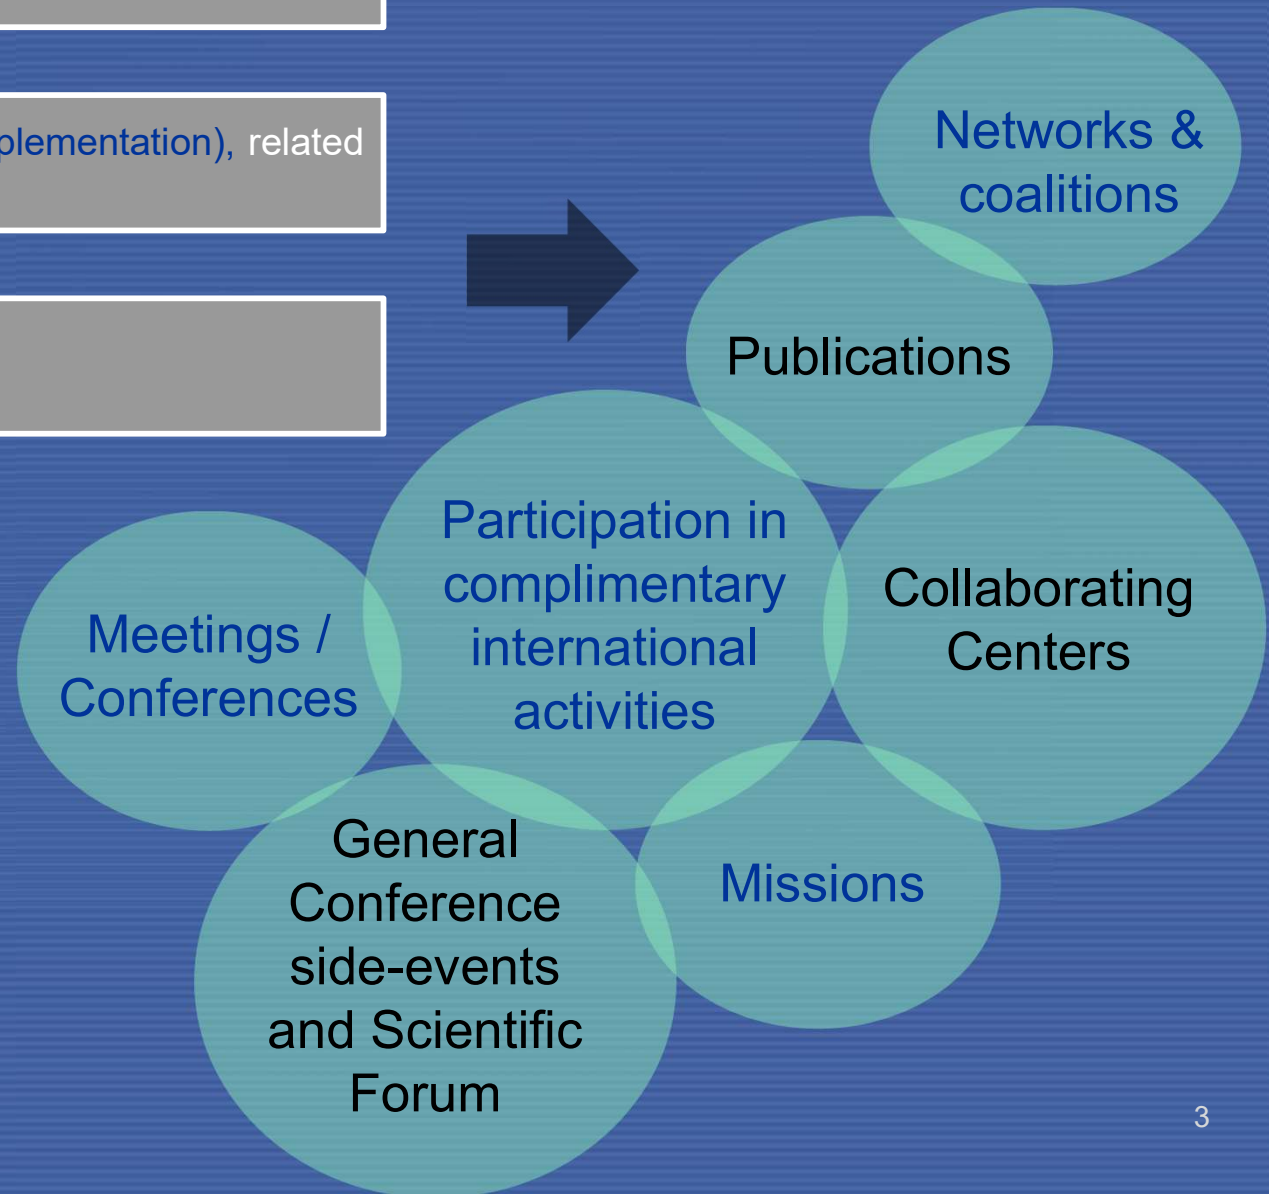 related
Networks &
coalitions
Publications
Participation in
complimentary
international
activities
Collaborating
Centers
Meetings /
Conferences
General
Conference
side-events
and Scientific
Forum
Missions
3